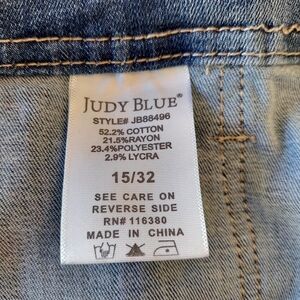 JUDY BLUE®
STYLE# JB88496
52.2% COTTON
21.5%RAYON
23.4%POLYESTER
2.9% LYCRA
15/32
SEE CARE ON
REVERSE SIDE
RN# 116380
MADE IN CHINA